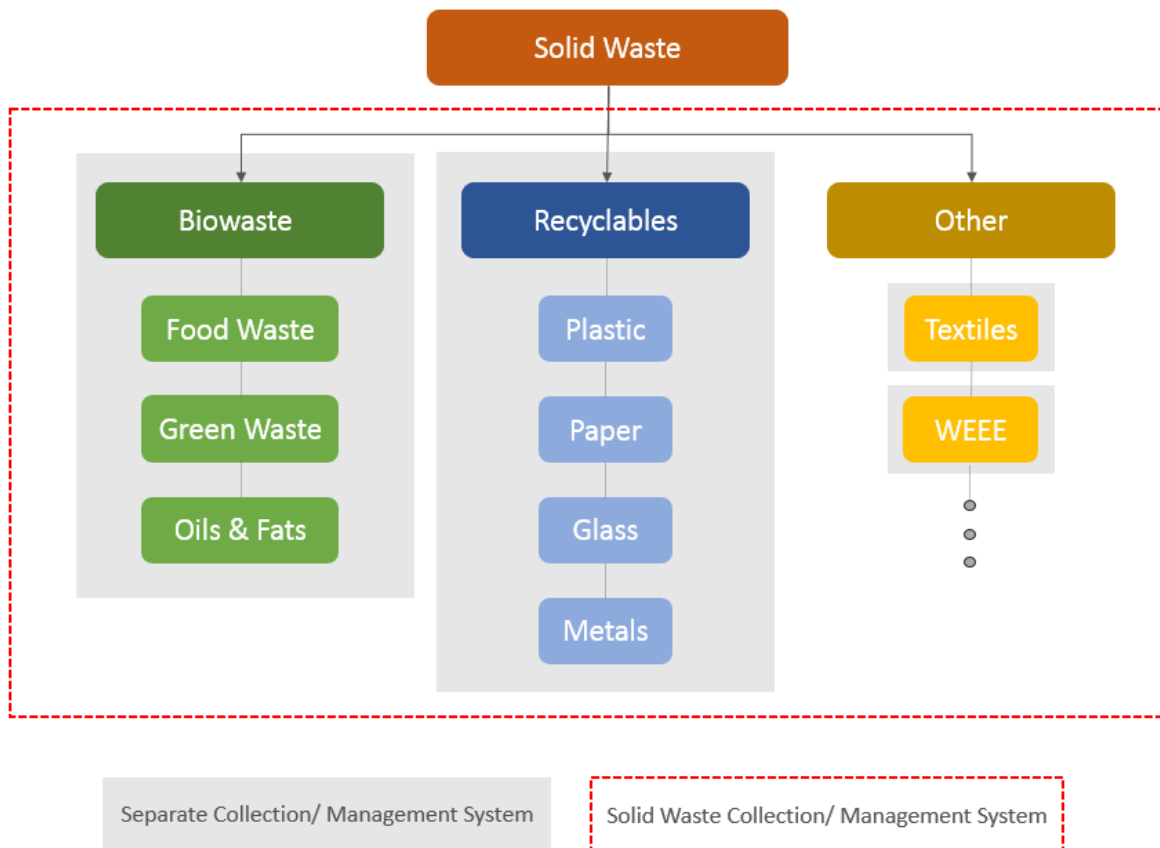 Solid Waste
Biowaste
Food Waste
Green Waste
Oils & Fats
Recyclables
Plastic
Paper
Glass
Metals
Other
Textiles
WEEE
Separate Collection/ Management System
Solid Waste Collection/ Management System